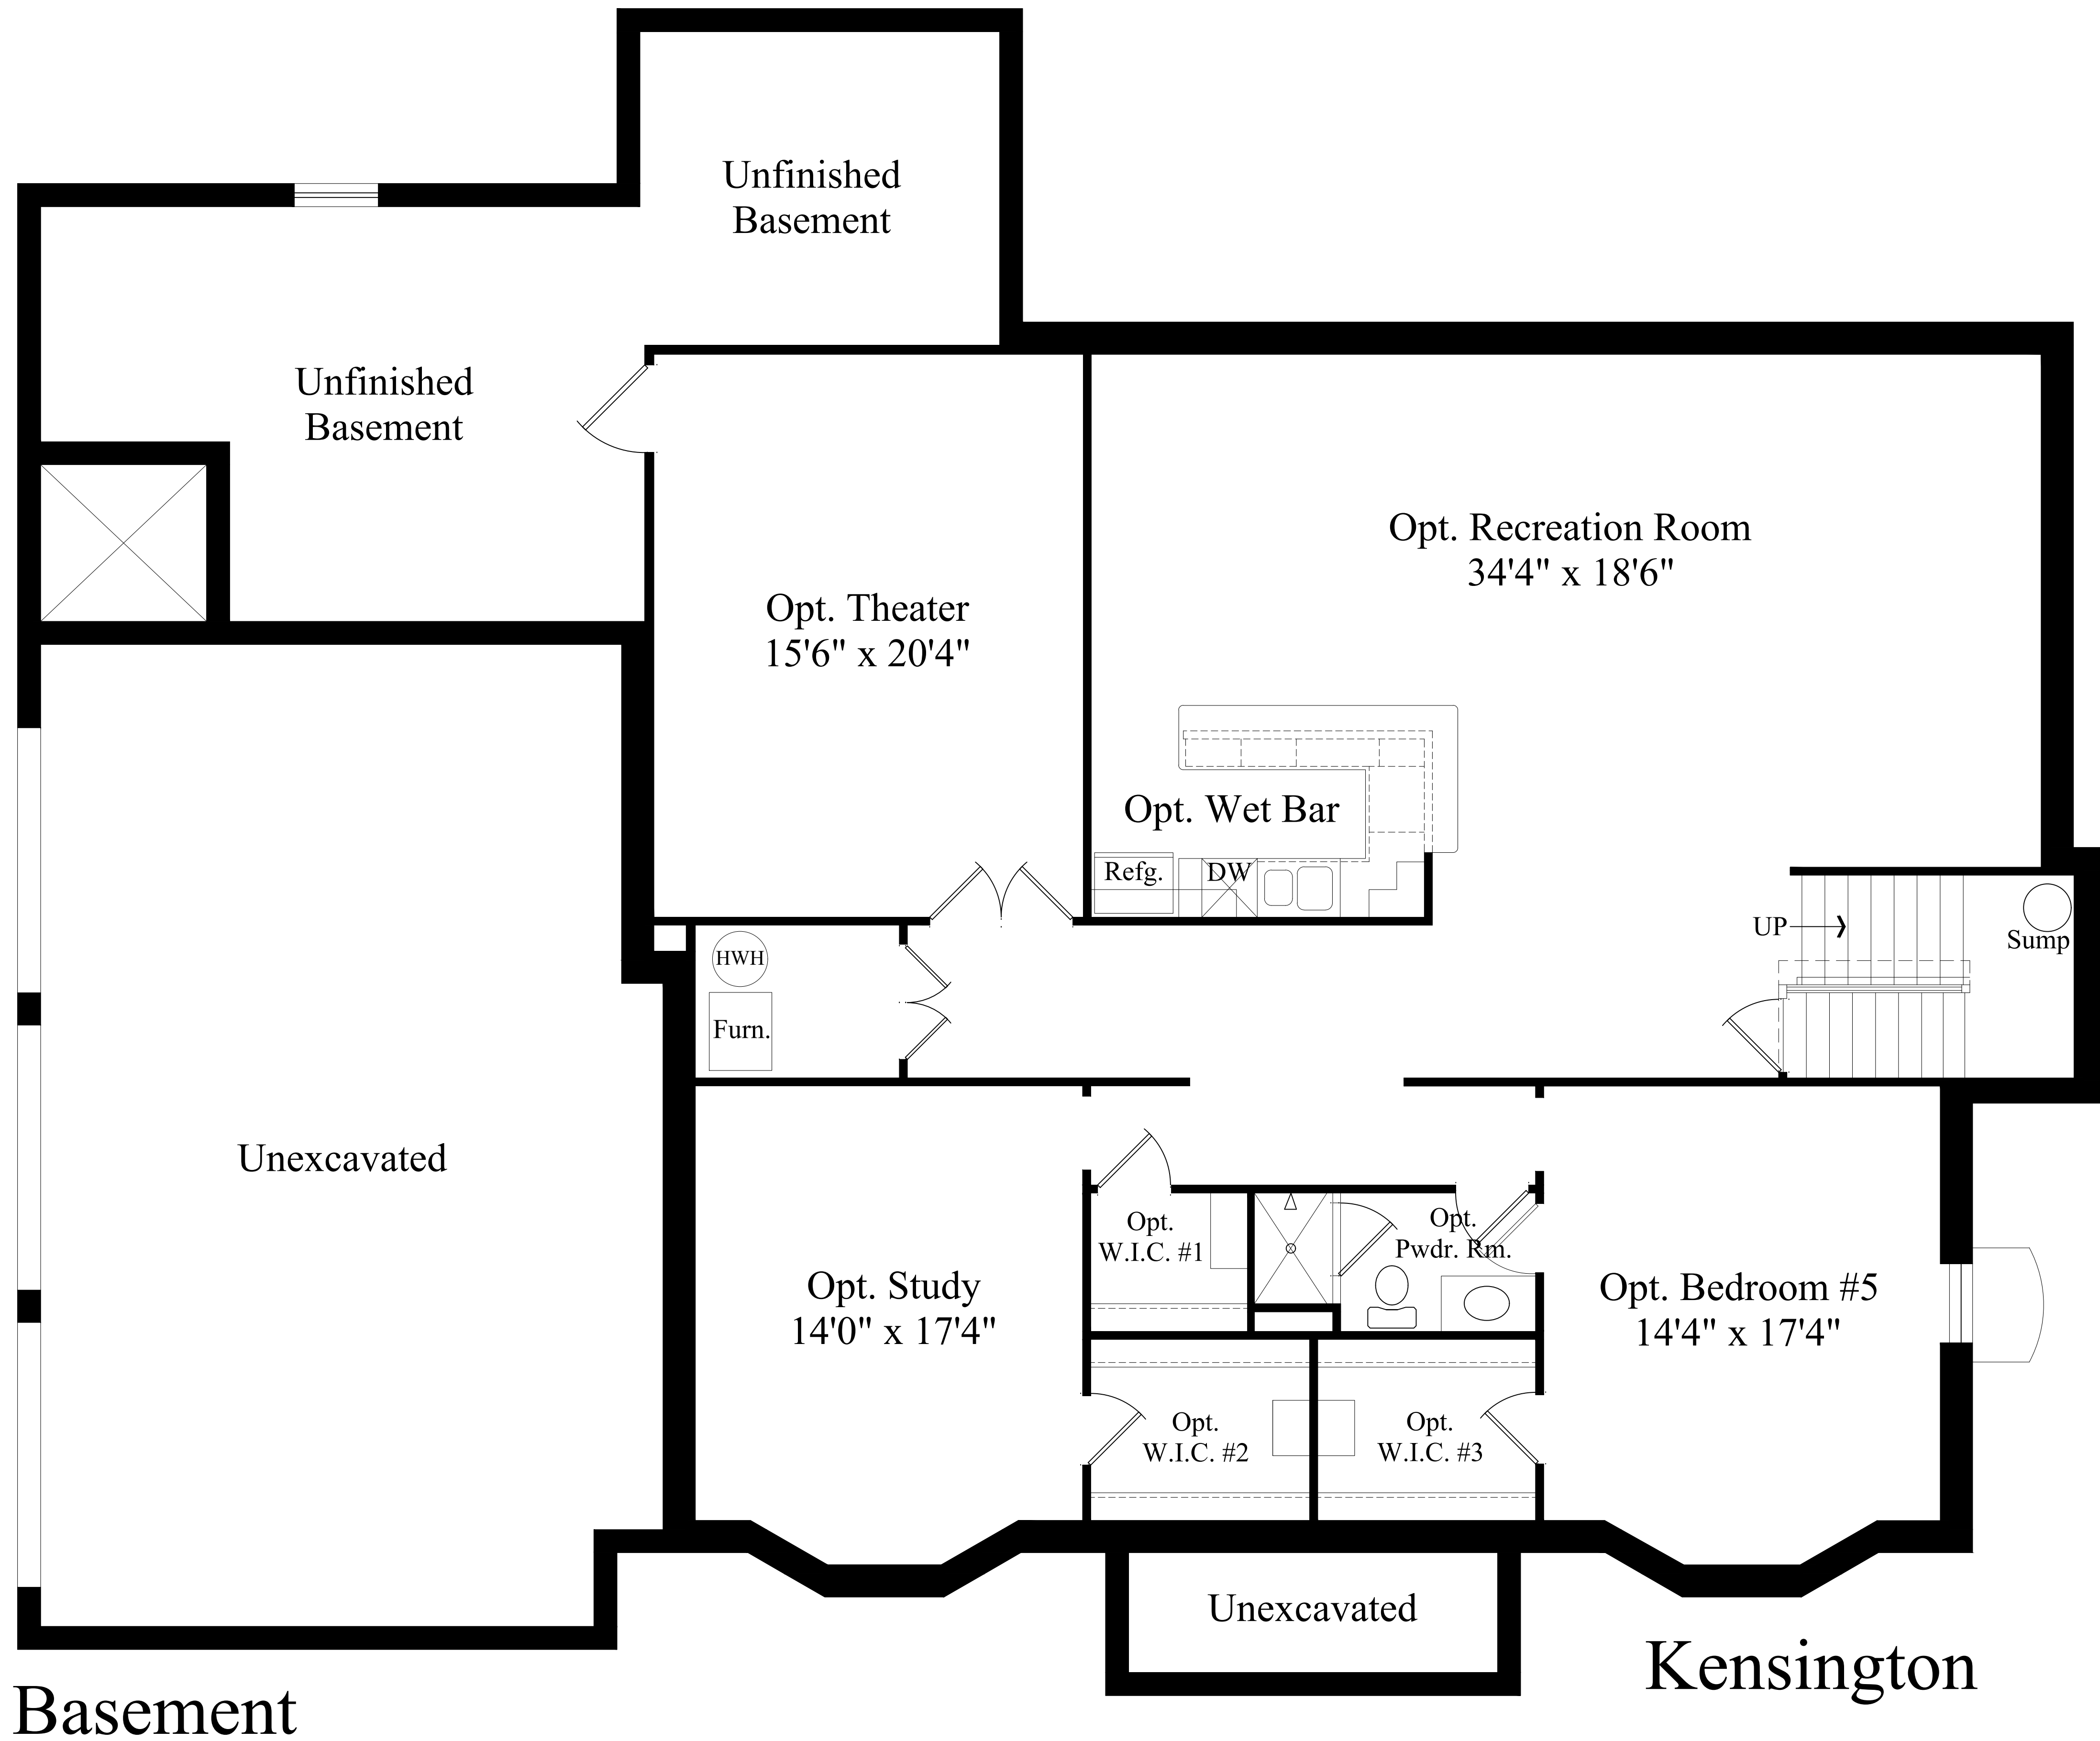 Unfinished
Basement
Unfinished
Basement
Opt. Recreation Room
34'4" x 18'6"
Opt. Theater
15'6" x 20'4"
Opt. Wet Bar
Refg.
DW
UP
Sump
HWH
Furn.
Unexcavated
Opt.
W.I.C. #1
Opt.
Pwdr. Rm.
Opt. Study
14'0" x 17'4"
Opt. Bedroom #5
14'4" x 17'4"
Opt.
W.I.C. #2
Opt.
W.I.C. #3
Unexcavated
Kensington
Basement